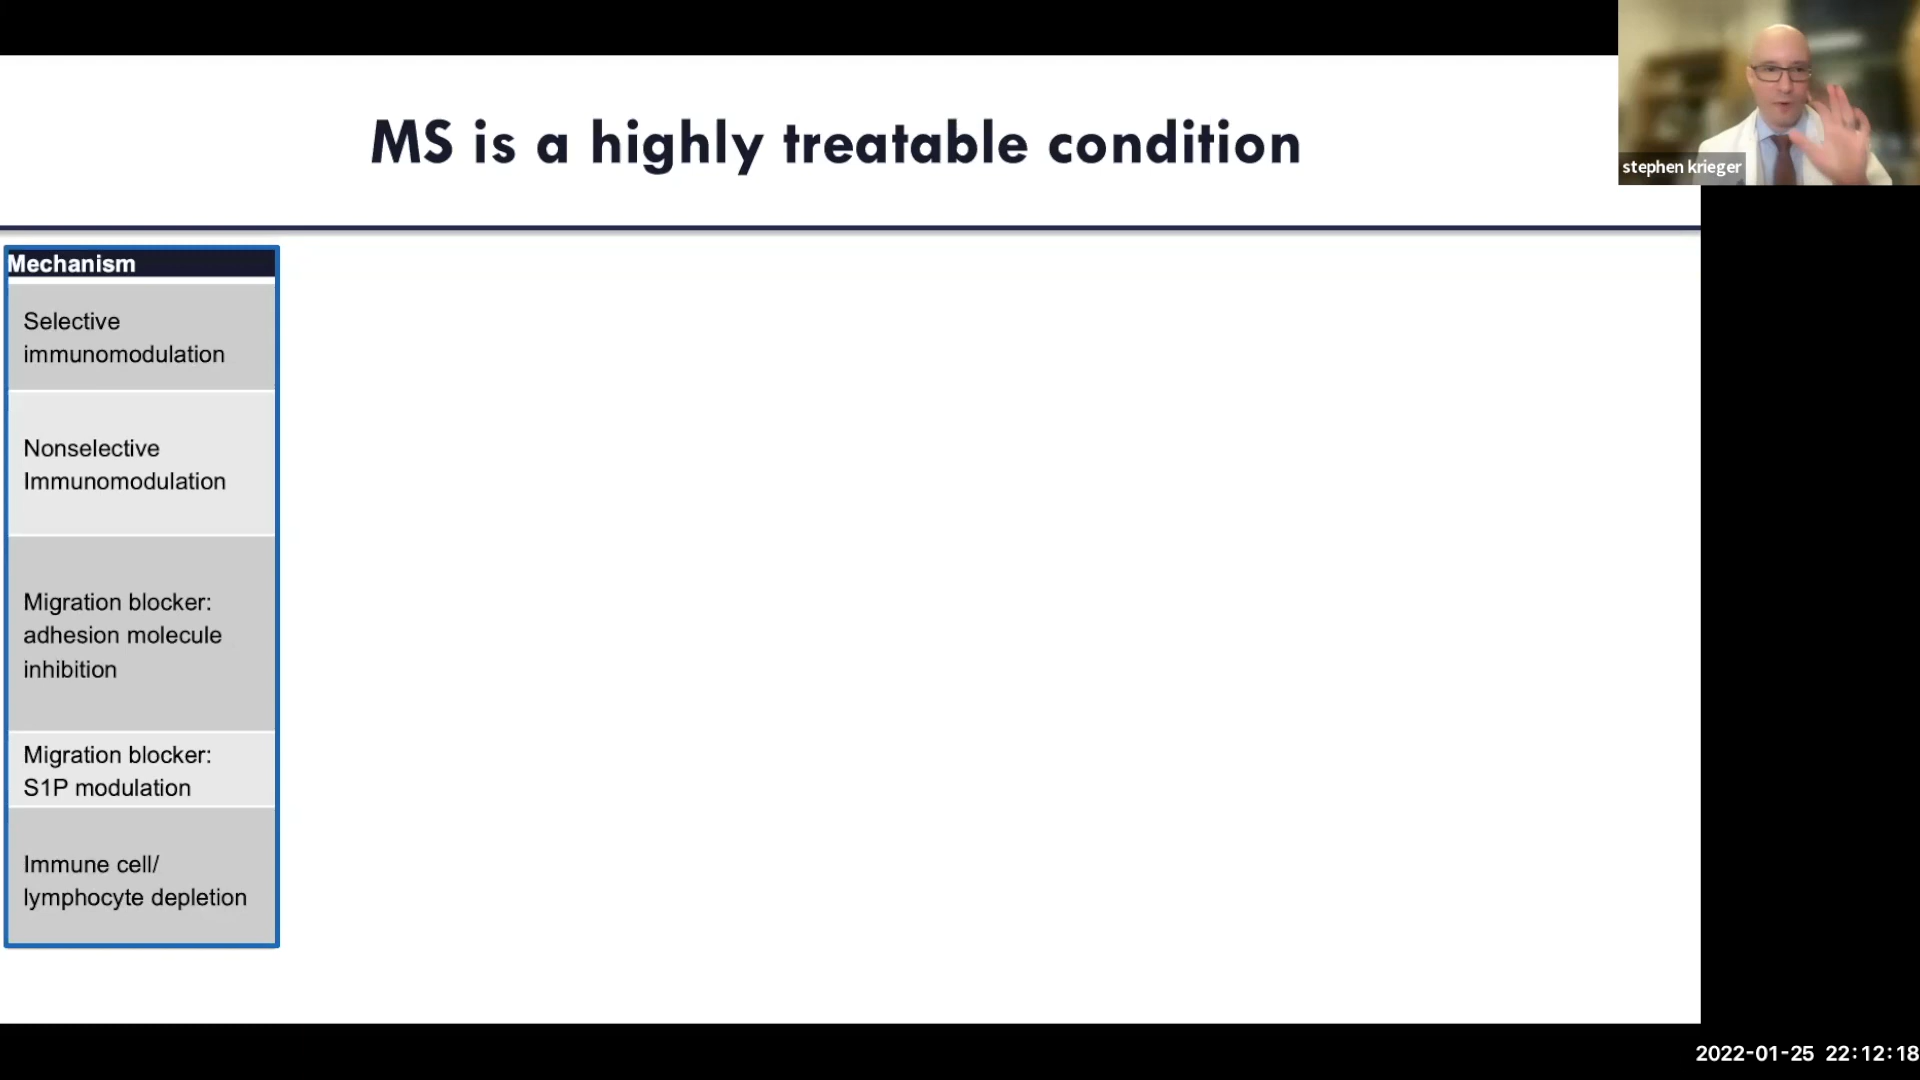 MS is a highly treatable condition
stephen krieger
Mechanism
Selective
immunomodulation
Nonselective
Immunomodulation
Migration blocker:
adhesion molecule
inhibition
Migration blocker:
S1P modulation
Immune cell/
lymphocyte depletion
2022-01-25 22:12:18